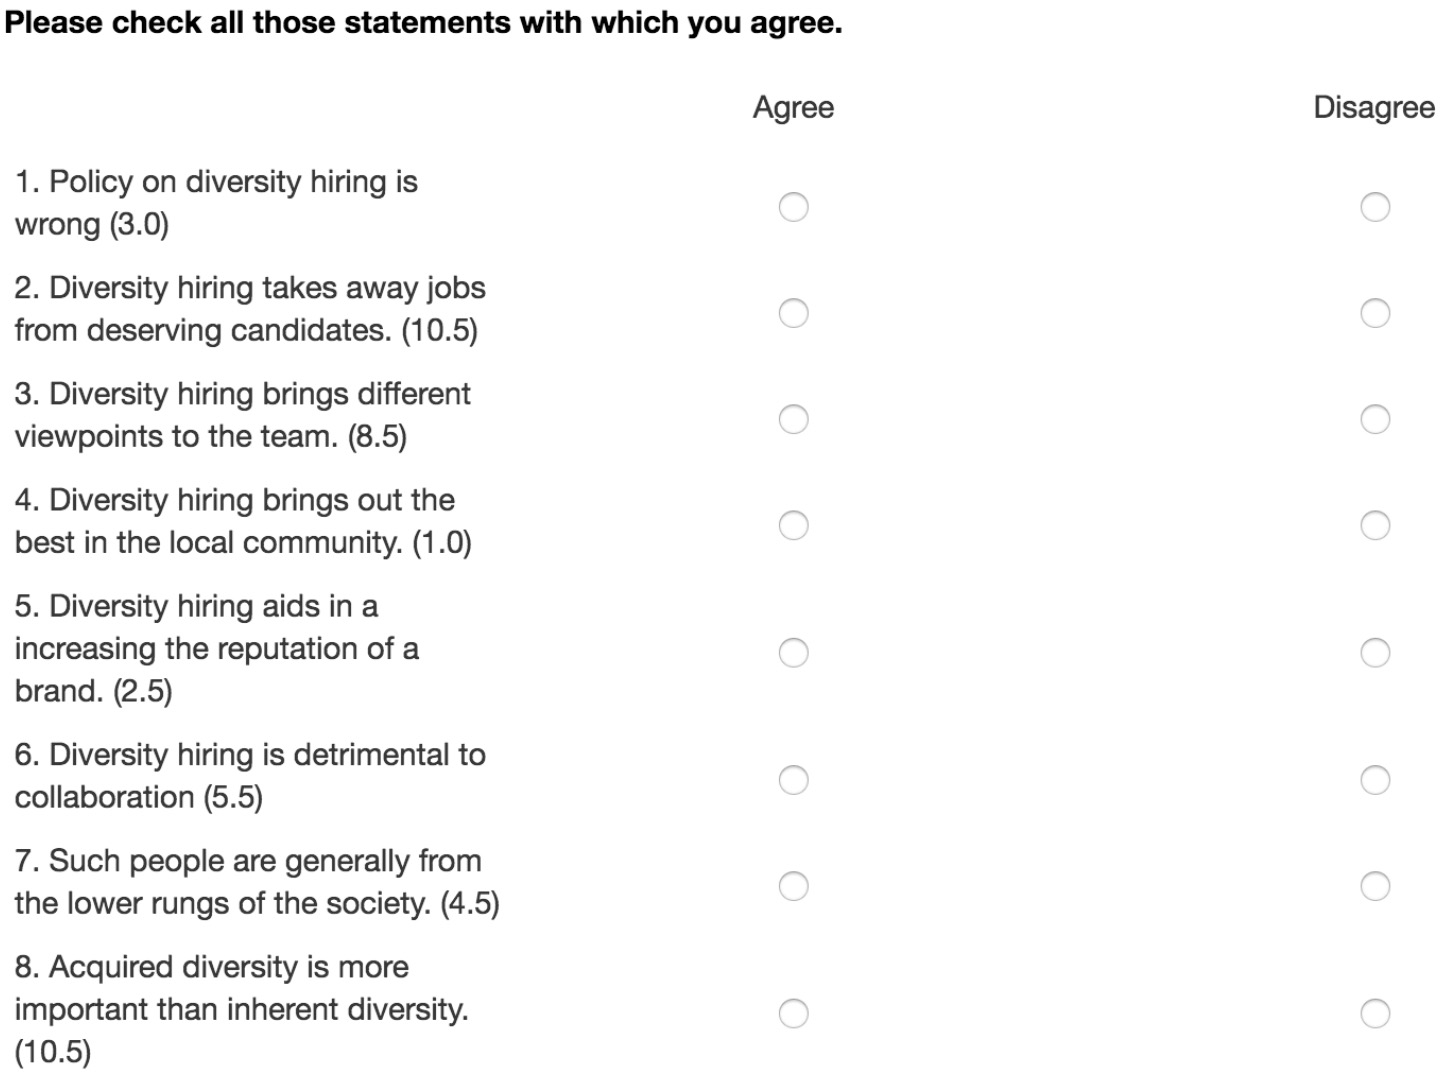 Please check all those statements with which you agree.
Agree Disagree
1. Policy on diversity hiring is
wrong (3.0)
2. Diversity hiring takes away jobs
from deserving candidates. (10.5)
3. Diversity hiring brings different
viewpoints to the team. (8.5)
4. Diversity hiring brings out the
best in the local community. (1.0)
5. Diversity hiring aids in a
increasing the reputation of a
brand. (2.5)
6. Diversity hiring is detrimental to
collaboration (5.5)
7. Such people are generally from
the lower rungs of the society. (4.5)
8. Acquired diversity is more
important than inherent diversity.
(10.5)